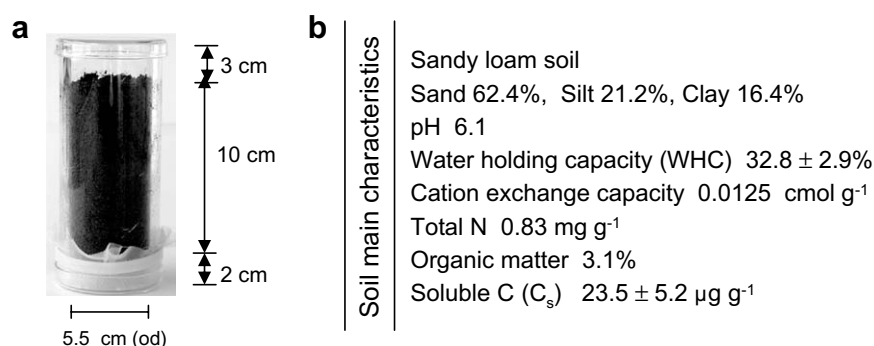 a
3 cm
10 cm
2 cm
5.5 cm (od)
b
Soil main characteristics
Sandy loam soil
Sand 62.4%, Silt 21.2%, Clay 16.4%
pH 6.1
Water holding capacity (WHC) 32.8 ± 2.9%
Cation exchange capacity 0.0125 cmol g-1
Total N 0.83 mg g-1
Organic matter 3.1%
Soluble C (Cs) 23.5 ± 5.2 µg g-1